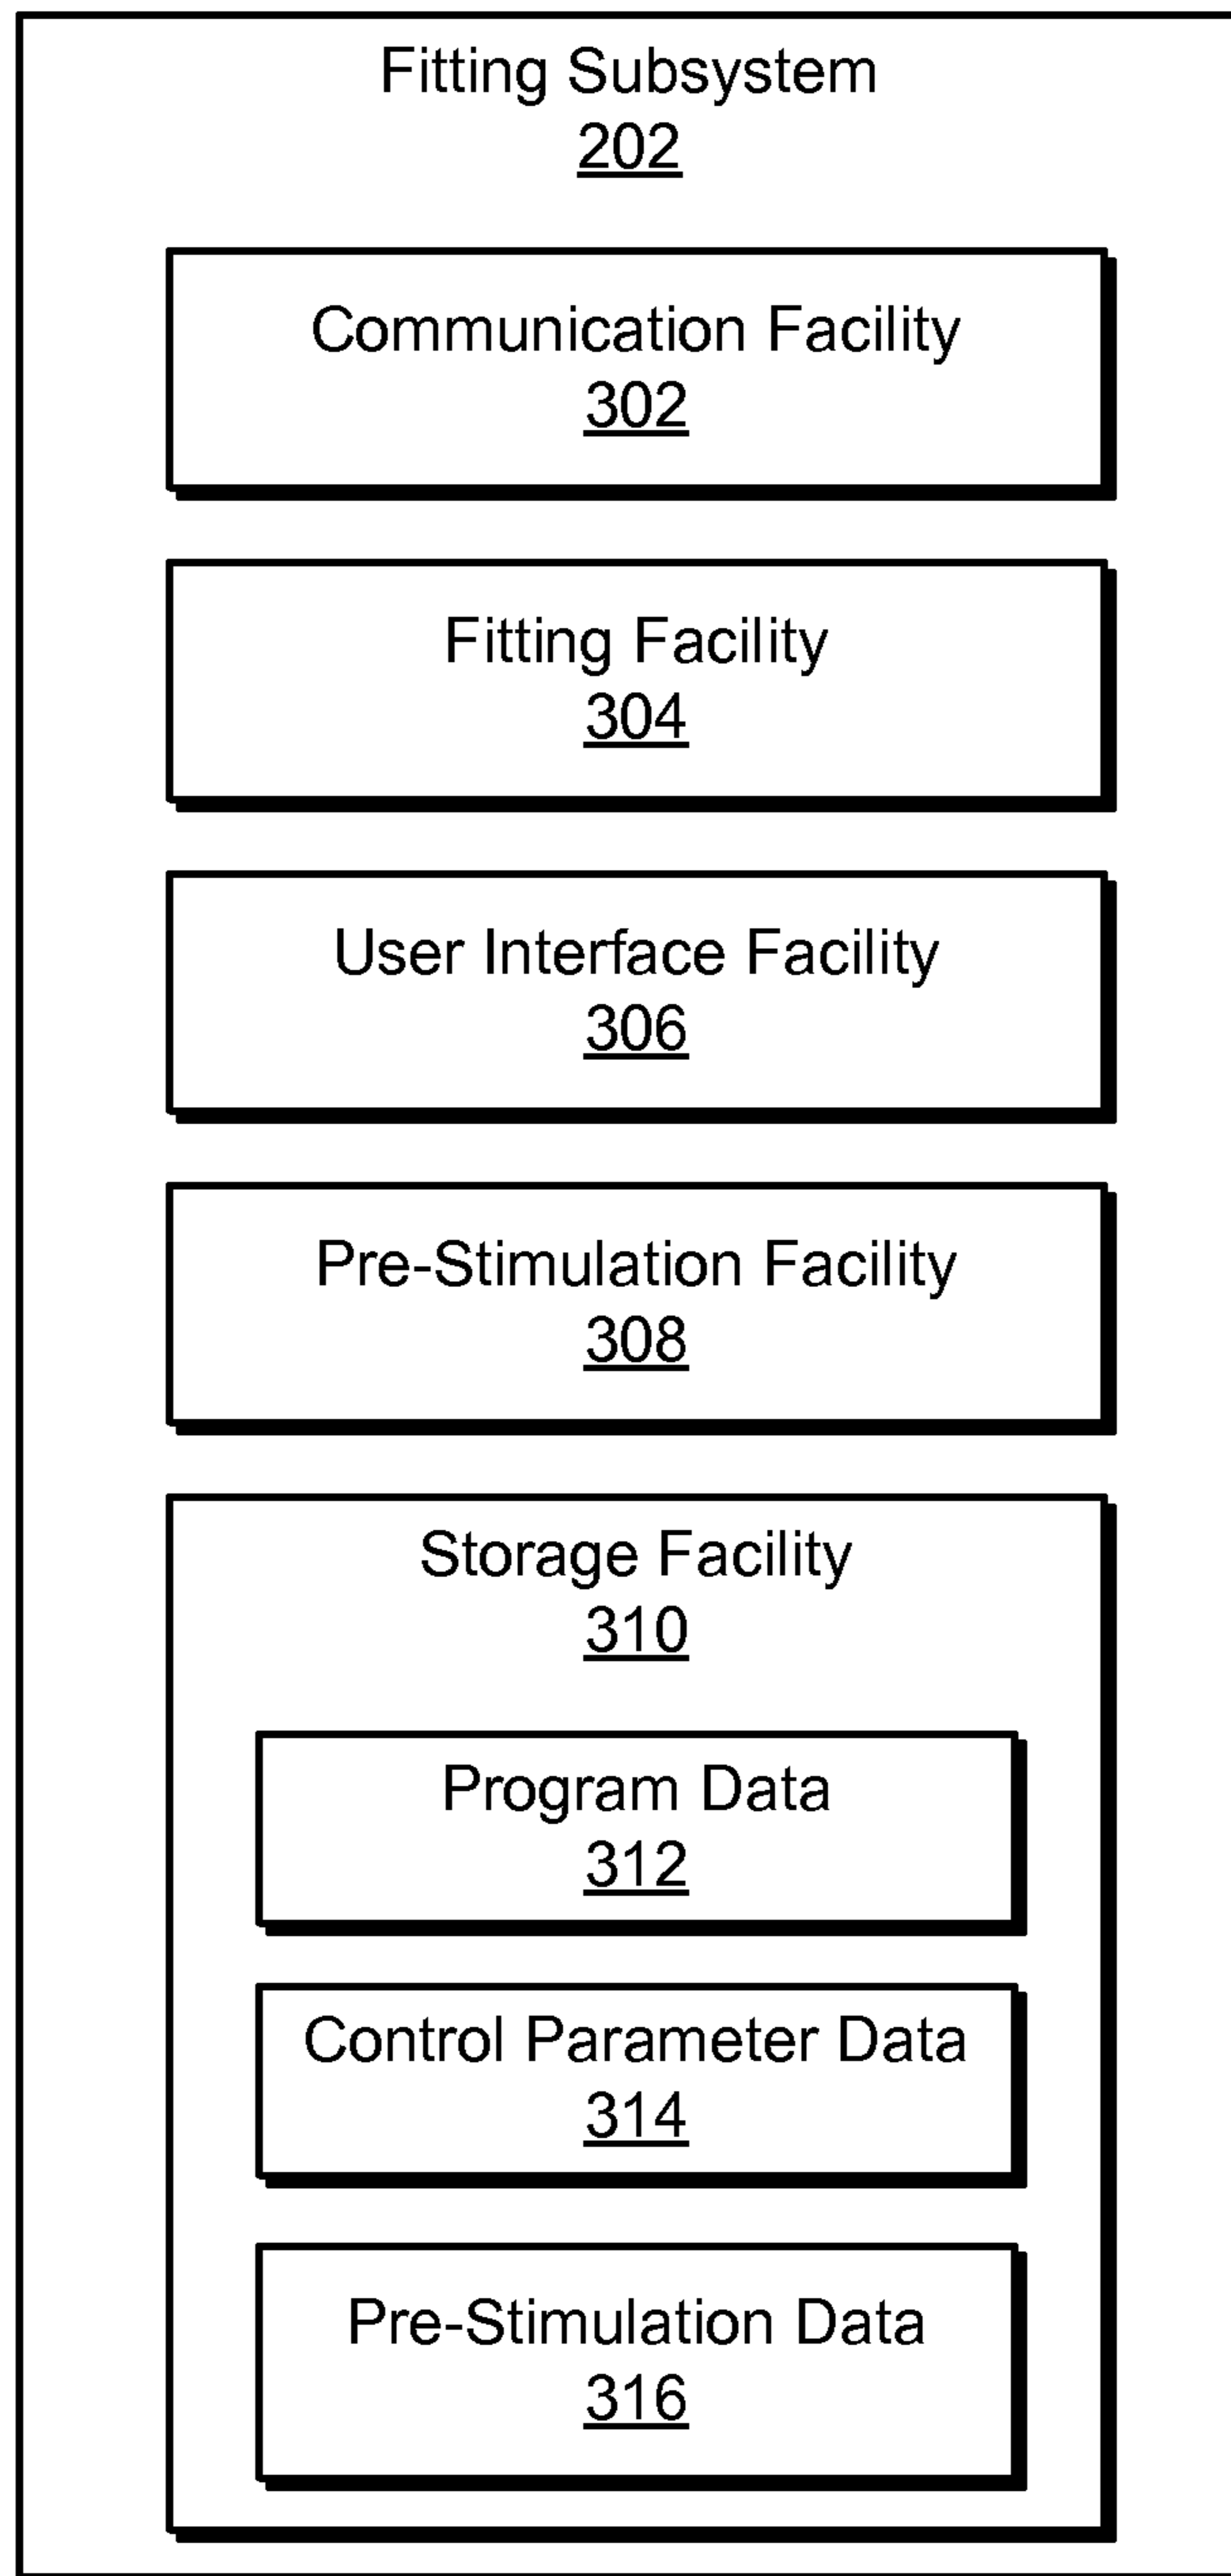 Fitting Subsystem
202
Communication Facility
302
Fitting Facility
304
User Interface Facility
306
Pre-Stimulation Facility
308
Storage Facility
310
Program Data
312
Control Parameter Data
314
Pre-Stimulation Data
316